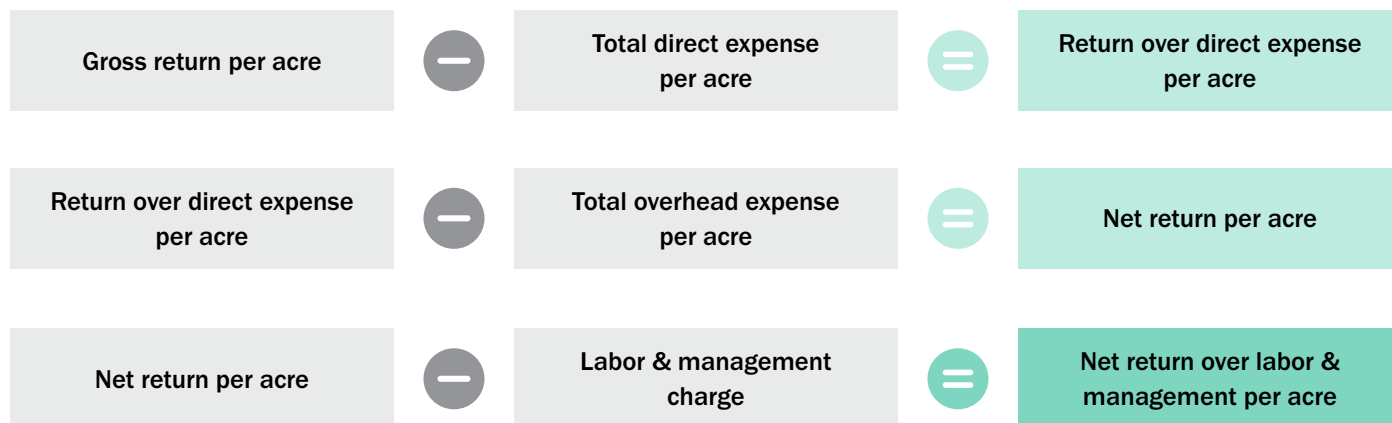 Gross return per acre
Total direct expense
per acre
Return over direct expense
per acre
Return over direct expense
per acre
Total overhead expense
per acre
Net return per acre
Net return per acre
Labor & management
charge
Net return over labor &
management per acre